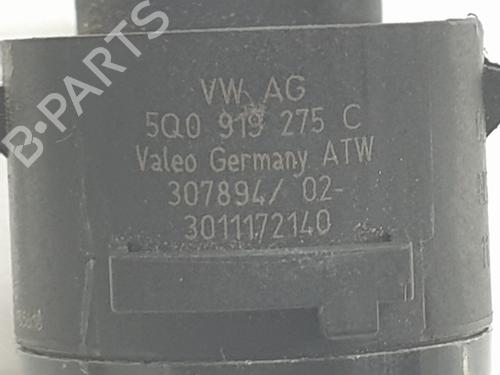 VW AG
5Q0 919 275 C
Valeo Germany ATW
307894/ 02-
3011172140
B-PARTS